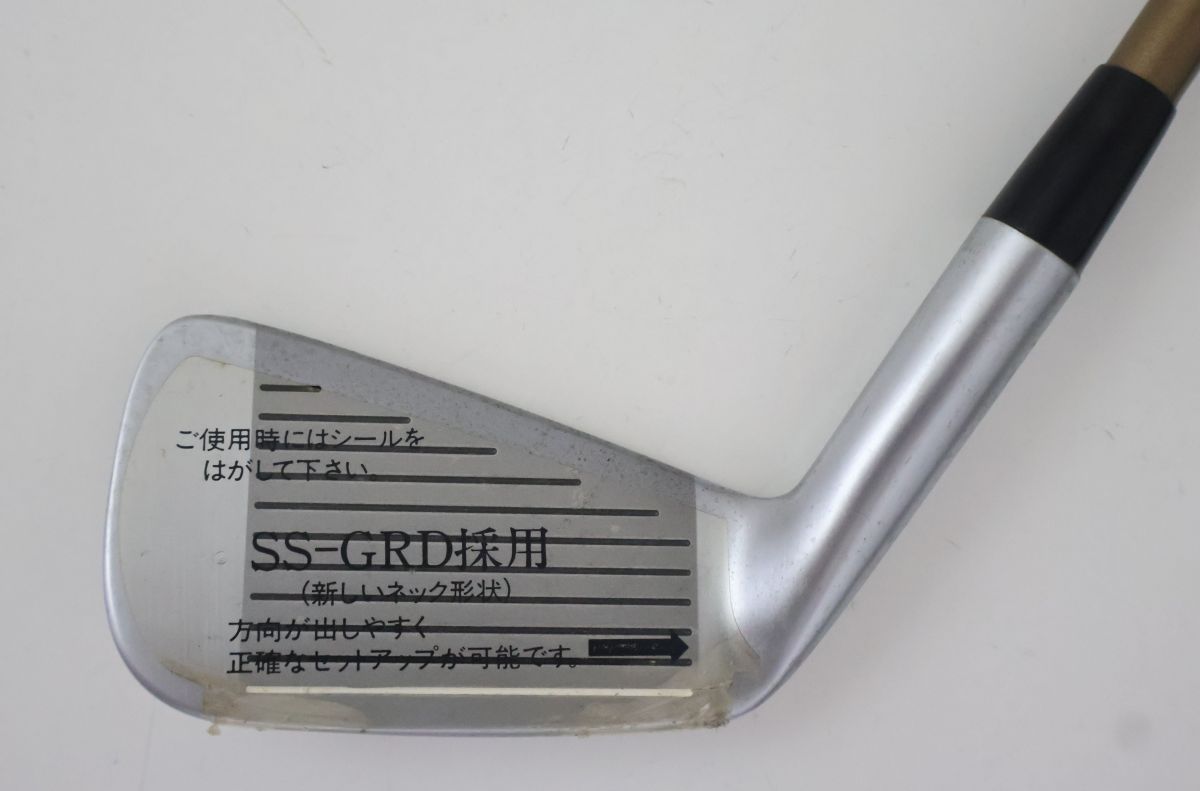 ご使用時にはシールを
はがして下さい。
SS-GRD採用
(新しいネック形状)
方向が出しやすく
正確なセットアップが可能です。